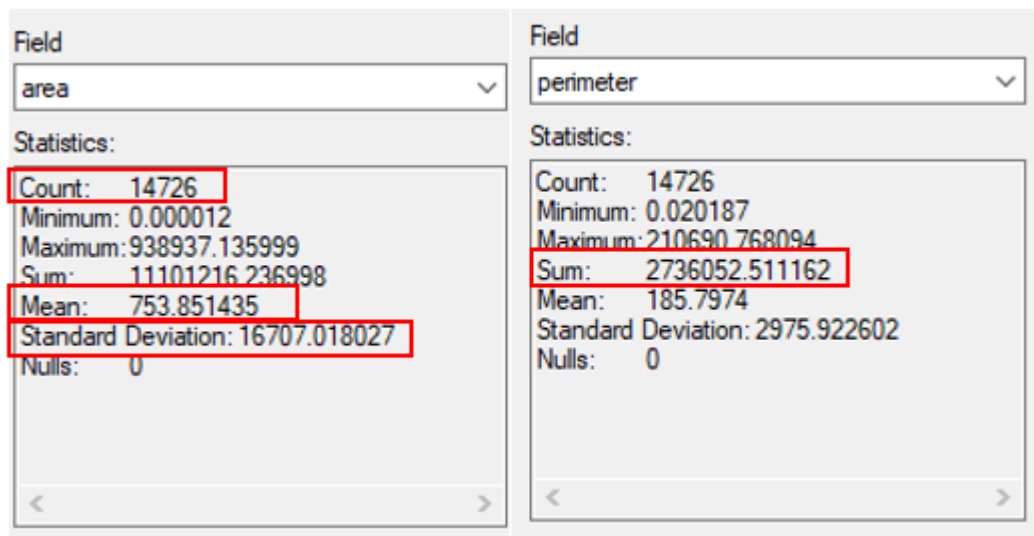 Field
area
Statistics:
Count: 14726
Minimum: 0.000012
Maximum: 938937.135999
Sum: 11101216.236998
Mean: 753.851435
Standard Deviation: 16707.018027
Nulls: 0
Field
perimeter
Statistics:
Count: 14726
Minimum: 0.020187
Maximum: 210690.768094
Sum: 2736052.511162
Mean: 185.7974
Standard Deviation: 2975.922602
Nulls: 0